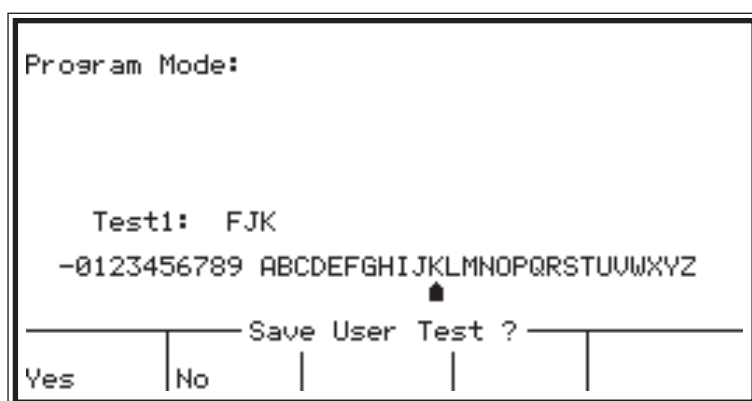 Program Mode:
Test1: FJK
-0123456789 ABCDEFGHIJKLMNOPQRSTUVWXYZ
Save User Test ?
Yes No